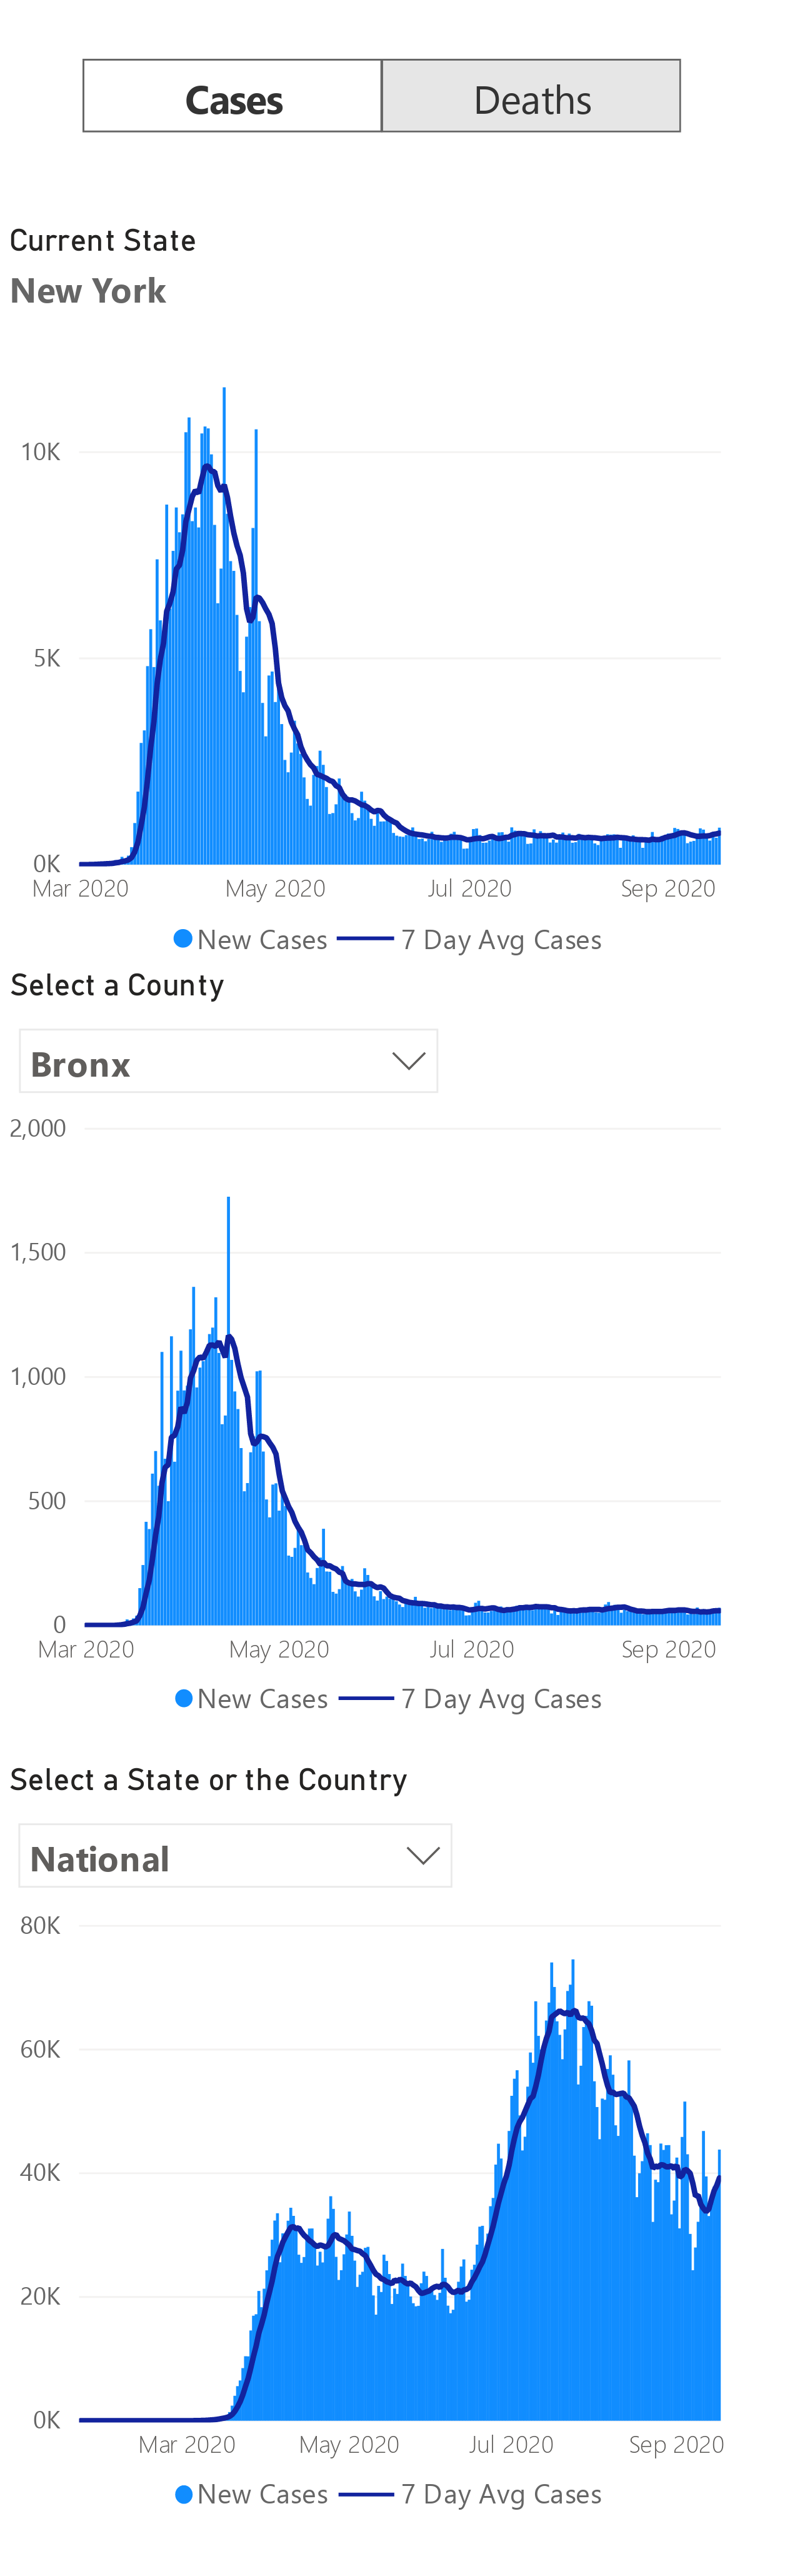 Cases Deaths
Current State
New York
10K
5K
0K
Mar 2020 May 2020 Jul 2020 Sep 2020
New Cases 7 Day Avg Cases
Select a County
Bronx
2,000
1,500
1,000
500
0
Mar 2020 May 2020 Jul 2020 Sep 2020
New Cases 7 Day Avg Cases
Select a State or the Country
National
80K
60K
40K
20K
0K
Mar 2020 May 2020 Jul 2020 Sep 2020
New Cases 7 Day Avg Cases